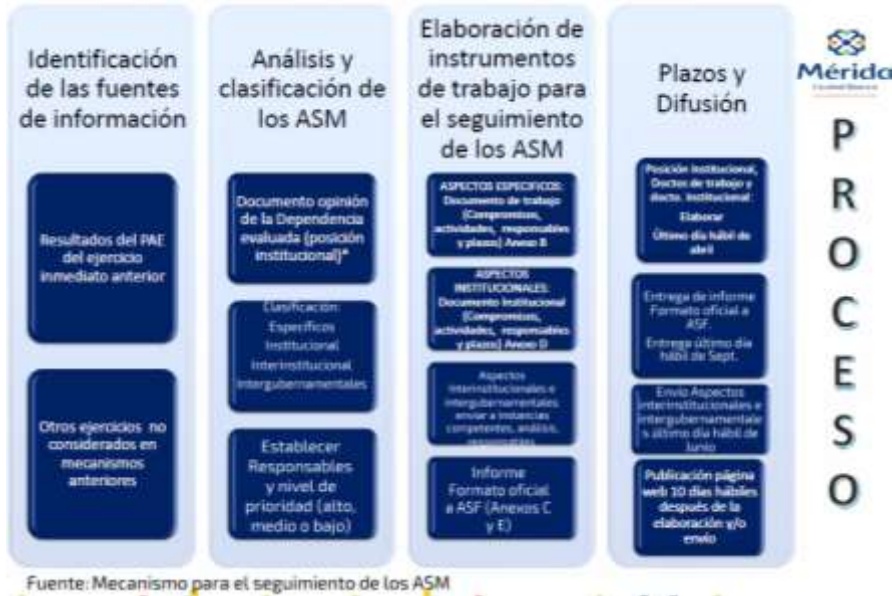 Identificación
de las fuentes
de información
Resultados del PAE
del ejercicio
inmediato anterior
Otros ejercicios no
considerados en
mecanismos
anteriores
Análisis y
clasificación de
los ASM
Documento opinión
de la Dependencia
evaluada (posición
institucional)*
Clasificación:
Específicos
Institucional
Interinstitucional
Intergubernamentales
Establecer
Responsables
y nivel de
prioridad (alto,
medio o bajo)
Elaboración de
instrumentos
de trabajo para
el seguimiento
de los ASM
ASPECTOS ESPECIFICOS:
Documento de trabajo
(Compromisos,
actividades, responsables
y plazos) Anexo B
ASPECTOS
INSTITUCIONALES:
Documento Institucional
(Compromisos,
actividades, responsables
y plazos) Anexo D
Aspectos
interinstitucionales e
intergubernamentales
enviar a instancias
competentes, análisis,
responsables
Informe
Formato oficial
a ASF (Anexos C
y E)
Plazos y
Difusión
Posición Institucional,
Doctos de trabajo y
docto. Institucional:
Elaborar
Último día hábil de
abril
Entrega de informe
Formato oficial a
ASF.
Entrega último día
hábil de Sept.
Envío Aspectos
interinstitucionales e
intergubernamentale
s último día hábil de
Junio
Publicación página
web 10 días hábiles
después de la
elaboración y/o
envío
Mérida
P
R
O
C
E
S
O
Fuente: Mecanismo para el seguimiento de los ASM